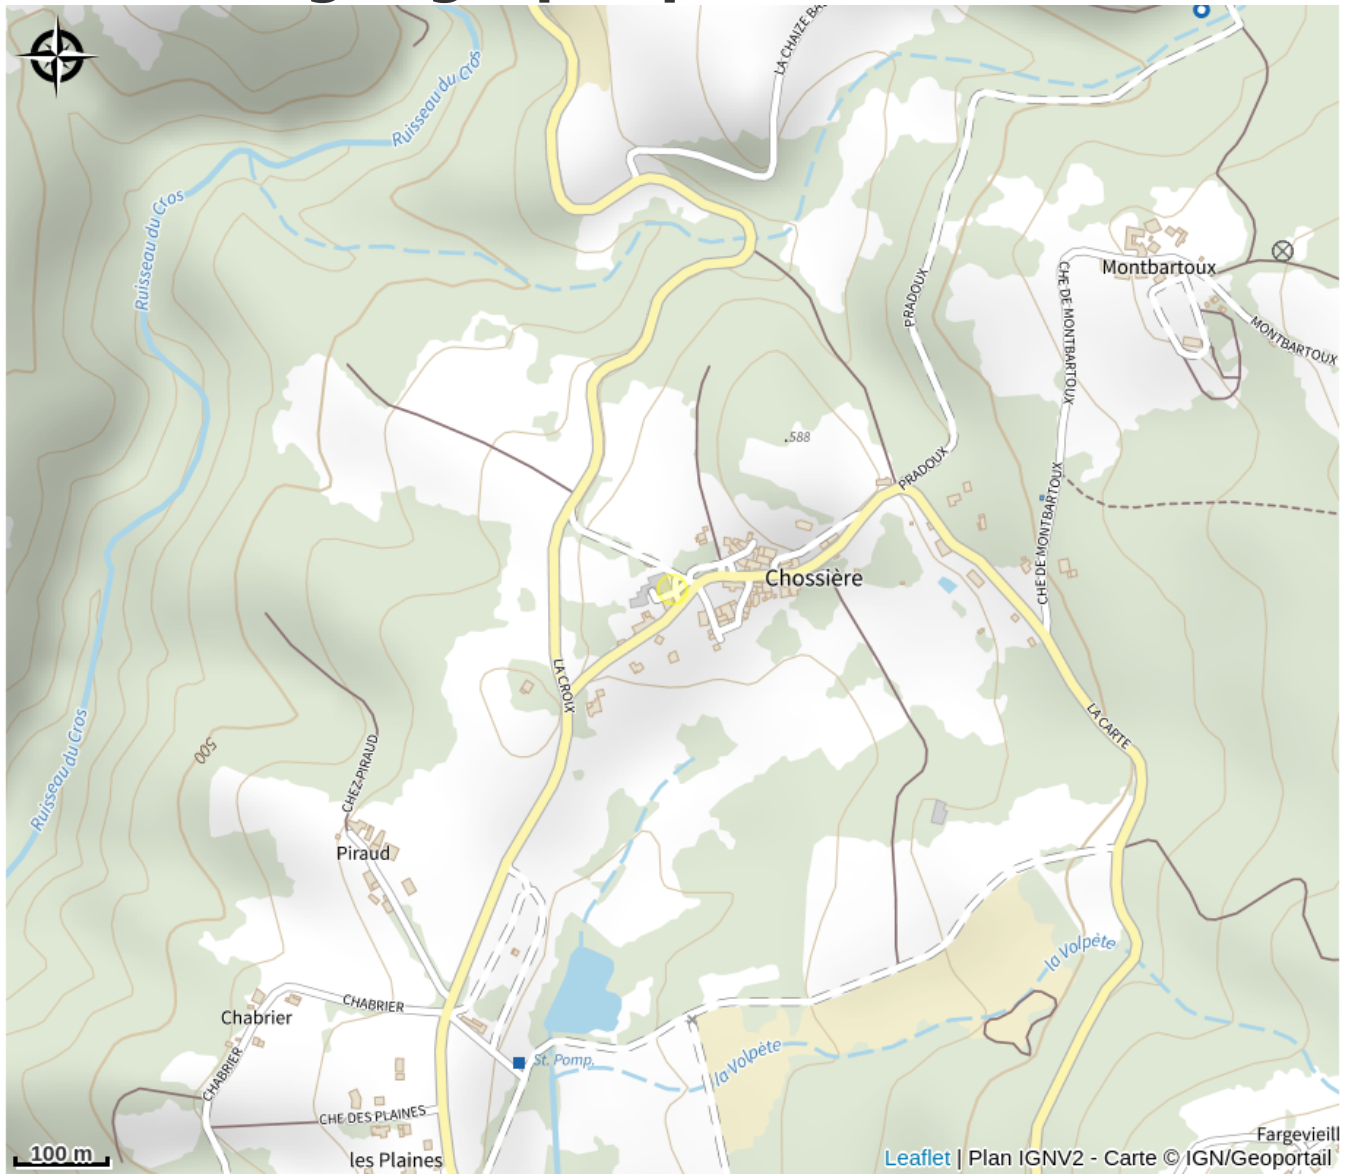 LA CHAIZE BA
Ruisseau du Cros
Ruisseau du Cros
Montbartoux
PRADOUX
CHE DE MONTBARTOUX
MONTBARTOUX
.588
PRADOUX
CHE DE MONTBARTOUX
Chossière
LA CROIX
LA CARTE
500
Ruisseau du Cros
CHEZ-PIRAUD
Piraud
la Volpète
CHABRIER
Chabrier
St. Pomp.
la Volpète
CHABRIER
CHE DES PLAINES
Fargevieill
100 m
les Plaines
Leaflet | Plan IGNV2 - Carte © IGN/Geoportail